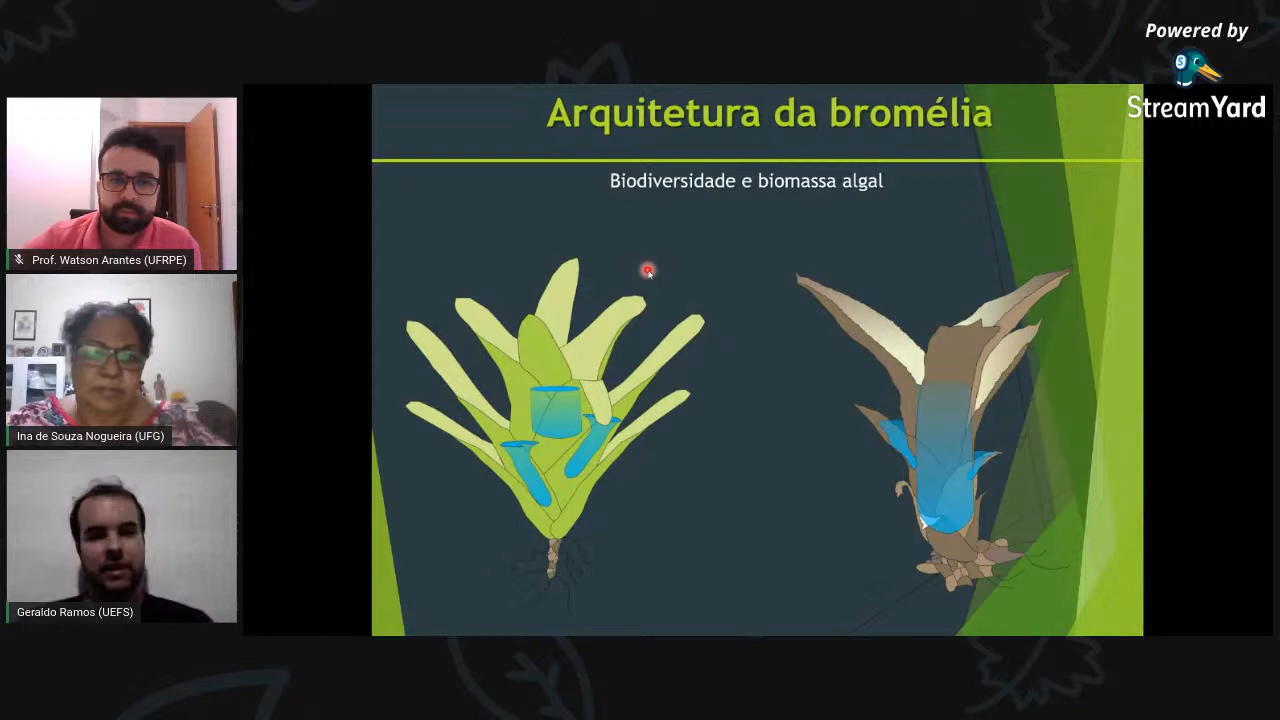 Powered by
StreamYard
Arquitetura da bromélia
Biodiversidade e biomassa algal
Prof. Watson Arantes (UFRPE)
Ina de Souza Nogueira (UFG)
Geraldo Ramos (UEFS)